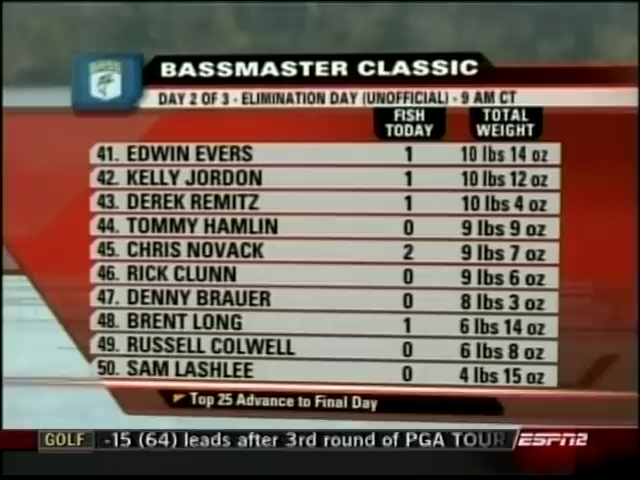 BASS
BASSMASTER CLASSIC
DAY 2 OF 3 - ELIMINATION DAY (UNOFFICIAL) - 9 AM CT
FISH TODAY TOTAL WEIGHT
41. EDWIN EVERS 1 10 lbs 14 oz
42. KELLY JORDON 1 10 lbs 12 oz
43. DEREK REMITZ 1 10 lbs 4 oz
44. TOMMY HAMLIN 0 9 lbs 9 oz
45. CHRIS NOVACK 2 9 lbs 7 oz
46. RICK CLUNN 0 9 lbs 6 oz
47. DENNY BRAUER 0 8 lbs 3 oz
48. BRENT LONG 1 6 lbs 14 oz
49. RUSSELL COLWELL 0 6 lbs 8 oz
50. SAM LASHLEE 0 4 lbs 15 oz
Top 25 Advance to Final Day
GOLF -15 (64) leads after 3rd round of PGA TOUR ESPN2